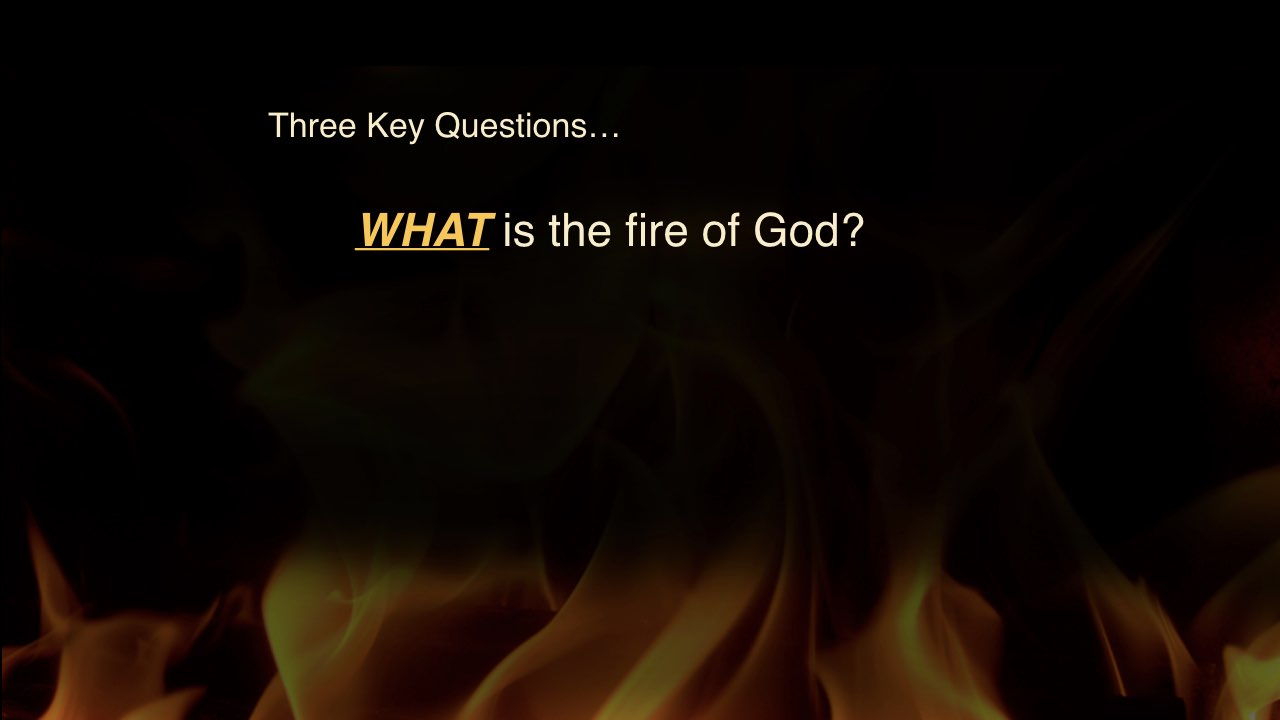 Three Key Questions…
WHAT is the fire of God?